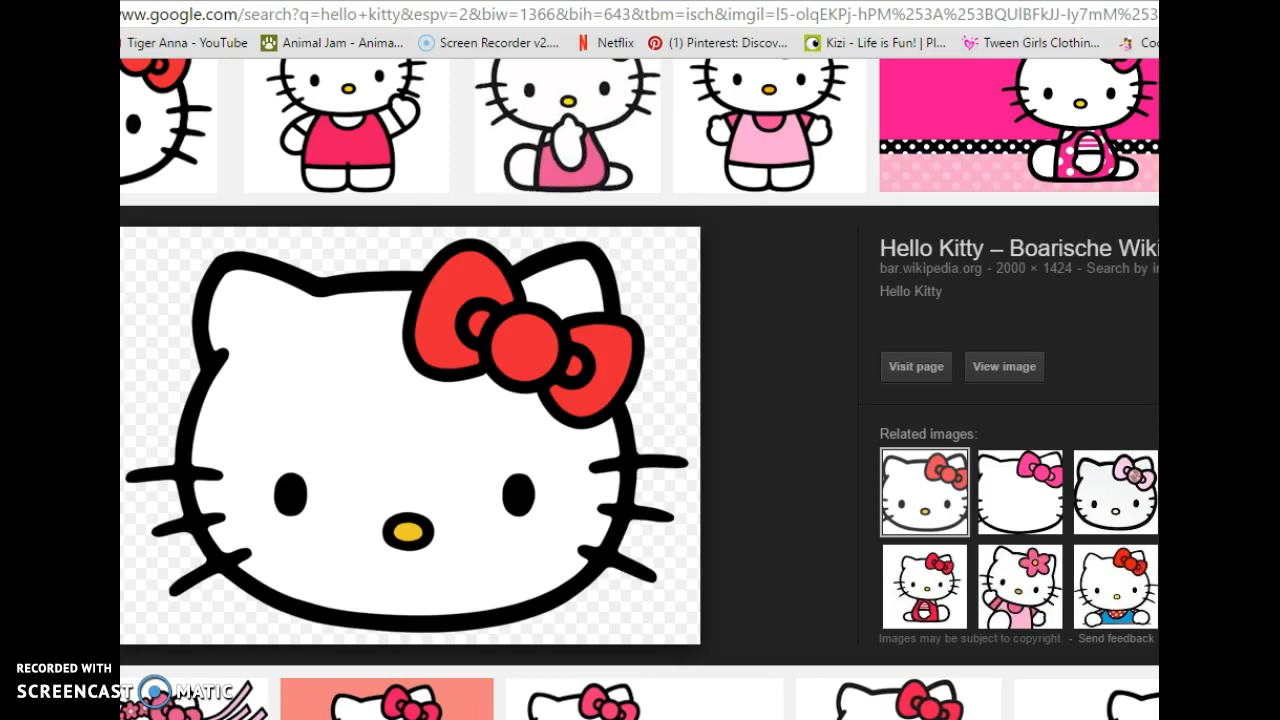 www.google.com/search?q=hello+kitty&espv=2&biw=1366&bih=643&tbm=isch&imgil=l5-olqEKPj-hPM%253A%253BQUlBFkJJ-Iy7mM%253
Tiger Anna - YouTube Animal Jam - Anima... Screen Recorder v2.... Netflix (1) Pinterest: Discov... Kizi - Life is Fun! | Pl... Tween Girls Clothin... Coo
Hello Kitty – Boarische Wiki
bar.wikipedia.org - 2000 × 1424 - Search by i
Hello Kitty
Visit page View image
Related images:
Images may be subject to copyright. - Send feedback
RECORDED WITH
SCREENCAST MATIC